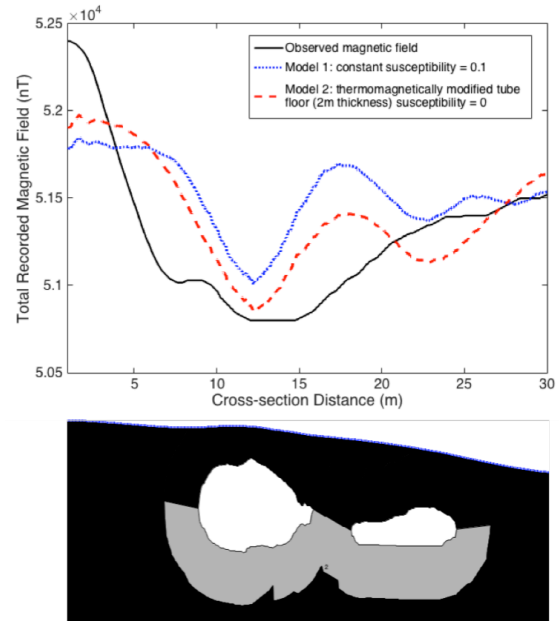 ×10⁴
5.25
5.2
5.15
5.1
5.05
Total Recorded Magnetic Field (nT)
Observed magnetic field
Model 1: constant susceptibility = 0.1
Model 2: thermomagnetically modified tube
floor (2m thickness) susceptibility = 0
5 10 15 20 25 30
Cross-section Distance (m)
2